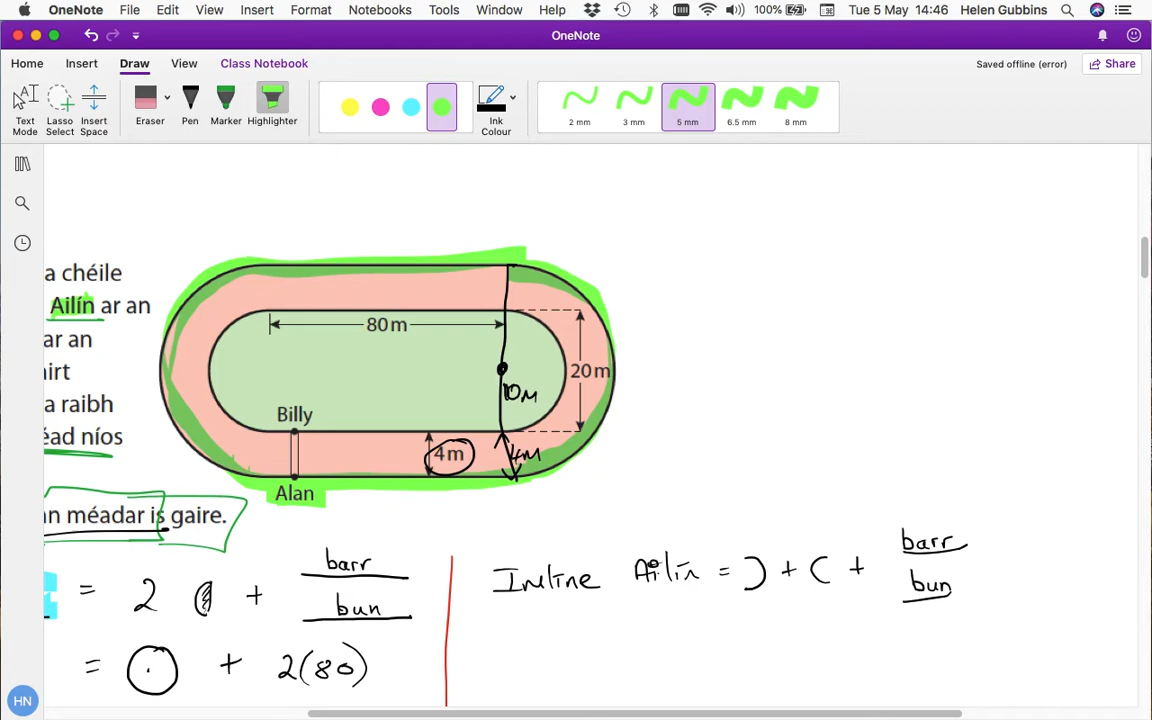 OneNote File Edit View Insert Format Notebooks Tools Window Help 100% Tue 5 May 14:46 Helen Gubbins
OneNote
Home Insert Draw View Class Notebook Saved offline (error) Share
Text Mode
Lasso Select
Insert Space
Eraser
Pen
Marker
Highlighter
Ink Colour
2 mm 3 mm 5 mm 6.5 mm 8 mm
a chéile
Ailín ar an
ar an
irt
a raibh
éad níos
an méadar is gaire.
80 m
20 m
10M
Billy
4 m
4M
Alan
= 2 + barr
bun
= + 2(80)
Imlíne Ailín = ) + ( + barr
bun
HN